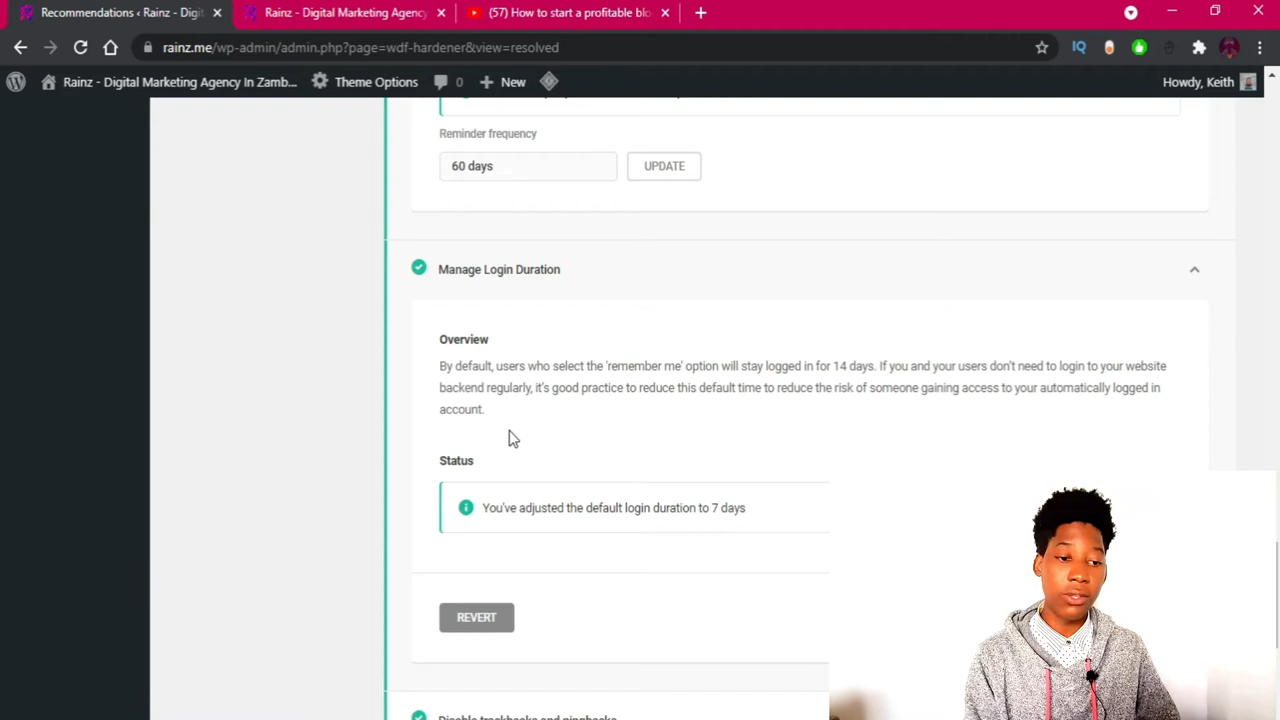 Recommendations ‹ Rainz - Digit
Rainz - Digital Marketing Agency
(57) How to start a profitable blo
rainz.me/wp-admin/admin.php?page=wdf-hardener&view=resolved
IQ
Rainz - Digital Marketing Agency In Zamb...
Theme Options
0
New
Howdy, Keith
Reminder frequency
60 days
UPDATE
Manage Login Duration
Overview
By default, users who select the 'remember me' option will stay logged in for 14 days. If you and your users don't need to login to your website
backend regularly, it's good practice to reduce this default time to reduce the risk of someone gaining access to your automatically logged in
account.
Status
You've adjusted the default login duration to 7 days
REVERT
Disable trackbacks and pingbacks